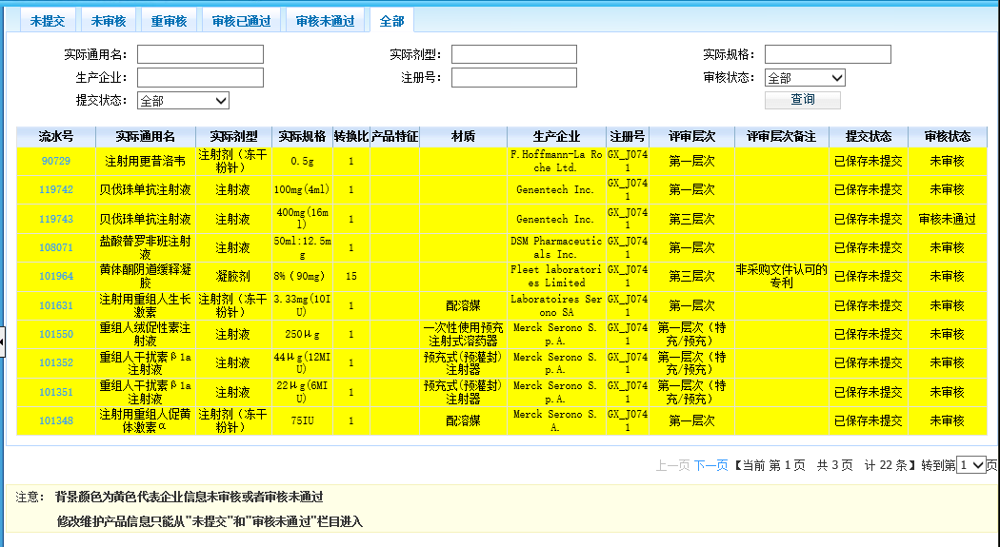 未提交 未审核 重审核 审核已通过 审核未通过 全部
实际通用名： 实际剂型： 实际规格：
生产企业： 注册号： 审核状态： 全部
提交状态： 全部 查询
流水号 实际通用名 实际剂型 实际规格 转换比 产品特征 材质 生产企业 注册号 评审层次 评审层次备注 提交状态 审核状态
90729 注射用更昔洛韦 注射剂（冻干粉针） 0.5g 1 F.Hoffmann-La Roche Ltd. GX_J0741 第一层次 已保存未提交 未审核
119742 贝伐珠单抗注射液 注射液 100mg(4ml) 1 Genentech Inc. GX_J0741 第一层次 已保存未提交 未审核
119743 贝伐珠单抗注射液 注射液 400mg(16ml) 1 Genentech Inc. GX_J0741 第三层次 已保存未提交 审核未通过
108071 盐酸替罗非班注射液 注射液 50ml:12.5mg 1 DSM Pharmaceuticals Inc. GX_J0741 第一层次 已保存未提交 未审核
101964 黄体酮阴道缓释凝胶 凝胶剂 8%（90mg） 15 Fleet laboratories Limited GX_J0741 第三层次 非采购文件认可的专利 已保存未提交 未审核
101631 注射用重组人生长激素 注射剂（冻干粉针） 3.33mg(10IU) 1 配溶媒 Laboratoires Serono SA GX_J0741 第一层次 已保存未提交 未审核
101550 重组人绒促性素注射液 注射液 250μg 1 一次性使用预充注射式溶药器 Merck Serono S.p.A. GX_J0741 第一层次（特充/预充） 已保存未提交 未审核
101352 重组人干扰素β1a注射液 注射液 44μg(12MIU) 1 预充式(预灌封)注射器 Merck Serono S.p.A. GX_J0741 第一层次（特充/预充） 已保存未提交 未审核
101351 重组人干扰素β1a注射液 注射液 22μg(6MIU) 1 预充式(预灌封)注射器 Merck Serono S.p.A. GX_J0741 第一层次（特充/预充） 已保存未提交 未审核
101348 注射用重组人促黄体激素α 注射剂（冻干粉针） 75IU 1 配溶媒 Merck Serono S.p.A. GX_J0741 第一层次 已保存未提交 未审核
上一页 下一页 【当前 第 1 页 共 3 页 计 22 条】 转到第 1 页
注意： 背景颜色为黄色代表企业信息未审核或者审核未通过
修改维护产品信息只能从"未提交"和"审核未通过"栏目进入